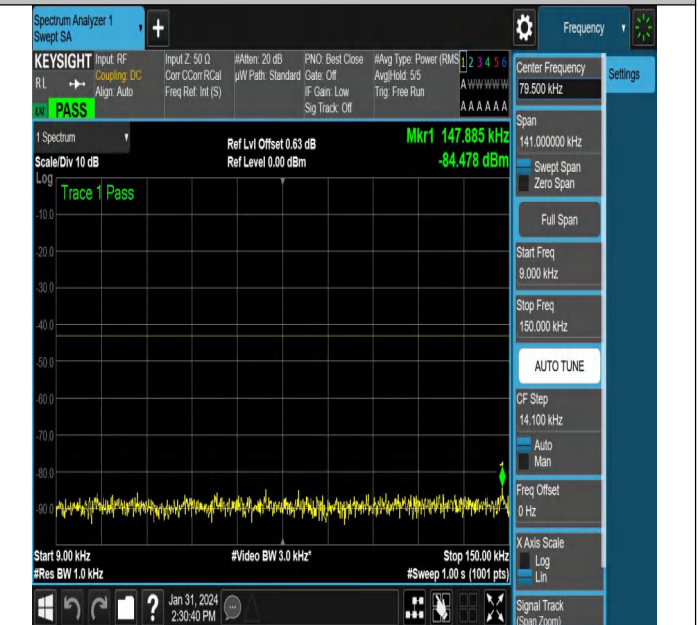 Spectrum Analyzer 1
Swept SA
+
Frequency
KEYSIGHT
RL
PASS
Input: RF
Coupling: DC
Align: Auto
Input Z: 50 Ω
Corr CCorr RCal
Freq Ref: Int (S)
#Atten: 20 dB
µW Path: Standard
PNO: Best Close
Gate: Off
IF Gain: Low
Sig Track: Off
#Avg Type: Power (RMS
Avg|Hold: 5/5
Trig: Free Run
1 2 3 4 5 6
A W W W W W
A A A A A A
Center Frequency
79.500 kHz
Settings
Span
141.000000 kHz
Swept Span
Zero Span
Full Span
Start Freq
9.000 kHz
Stop Freq
150.000 kHz
AUTO TUNE
CF Step
14.100 kHz
Auto
Man
Freq Offset
0 Hz
X Axis Scale
Log
Lin
Signal Track
(Span Zoom)
1 Spectrum
Scale/Div 10 dB
Ref Lvl Offset 0.63 dB
Ref Level 0.00 dBm
Mkr1 147.885 kHz
-84.478 dBm
Log
Trace 1 Pass
-10.0
-20.0
-30.0
-40.0
-50.0
-60.0
-70.0
-80.0
-90.0
1
Start 9.00 kHz
#Res BW 1.0 kHz
#Video BW 3.0 kHz*
Stop 150.00 kHz
#Sweep 1.00 s (1001 pts)
?
Jan 31, 2024
2:30:40 PM